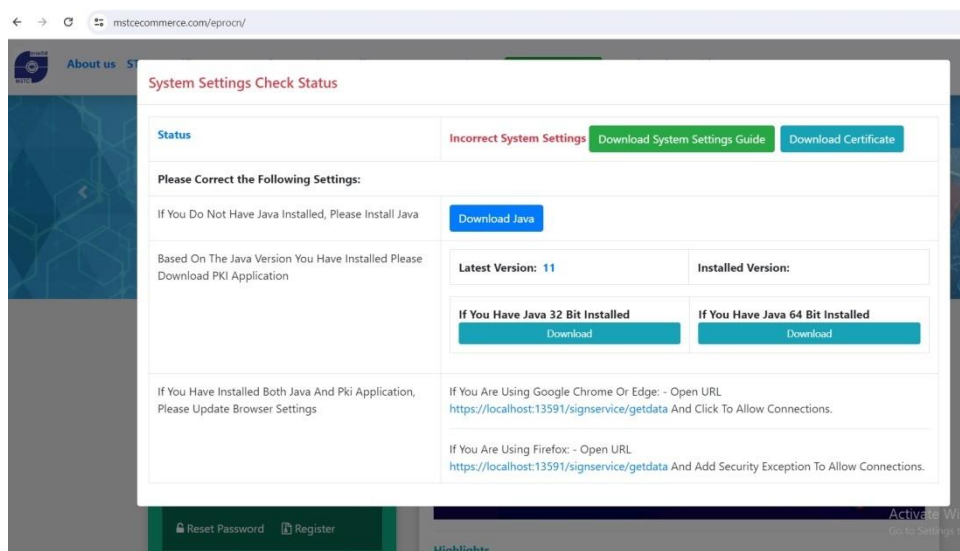 mstcecommerce.com/eprocn/
MSTC
About us
System Settings Check Status
Status
Incorrect System Settings
Download System Settings Guide
Download Certificate
Please Correct the Following Settings:
If You Do Not Have Java Installed, Please Install Java
Download Java
Based On The Java Version You Have Installed Please
Download PKI Application
Latest Version: 11
Installed Version:
If You Have Java 32 Bit Installed
Download
If You Have Java 64 Bit Installed
Download
If You Have Installed Both Java And Pki Application,
Please Update Browser Settings
If You Are Using Google Chrome Or Edge: - Open URL
https://localhost:13591/signservice/getdata And Click To Allow Connections.
If You Are Using Firefox: - Open URL
https://localhost:13591/signservice/getdata And Add Security Exception To Allow Connections.
Reset Password
Register
Activate Wi
Go to Settings t
Highlights